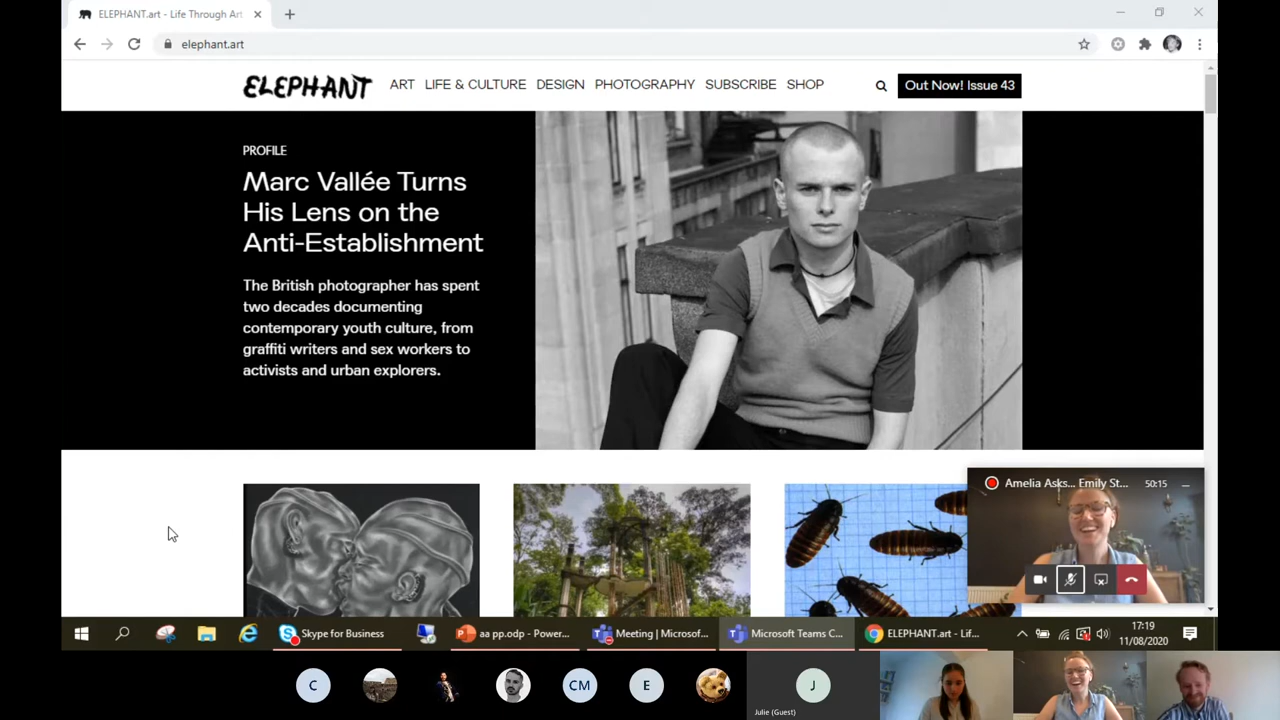 ELEPHANT.art - Life Through Art
elephant.art
ELEPHANT
ART LIFE & CULTURE DESIGN PHOTOGRAPHY SUBSCRIBE SHOP
Out Now! Issue 43
PROFILE
Marc Vallée Turns
His Lens on the
Anti-Establishment
The British photographer has spent
two decades documenting
contemporary youth culture, from
graffiti writers and sex workers to
activists and urban explorers.
Amelia Asks... Emily St... 50:15
Skype for Business
aa pp.odp - Power...
Meeting | Microsof...
Microsoft Teams C...
ELEPHANT.art - Lif...
17:19
11/08/2020
C
CM
E
J
Julie (Guest)